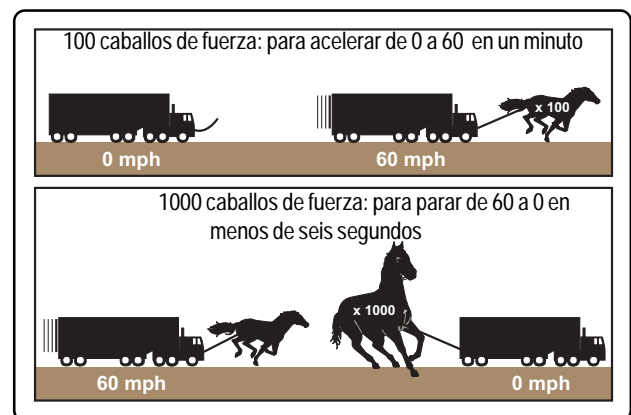 100 caballos de fuerza: para acelerar de 0 a 60 en un minuto
x 100
0 mph
60 mph
1000 caballos de fuerza: para parar de 60 a 0 en
menos de seis segundos
x 1000
60 mph
0 mph